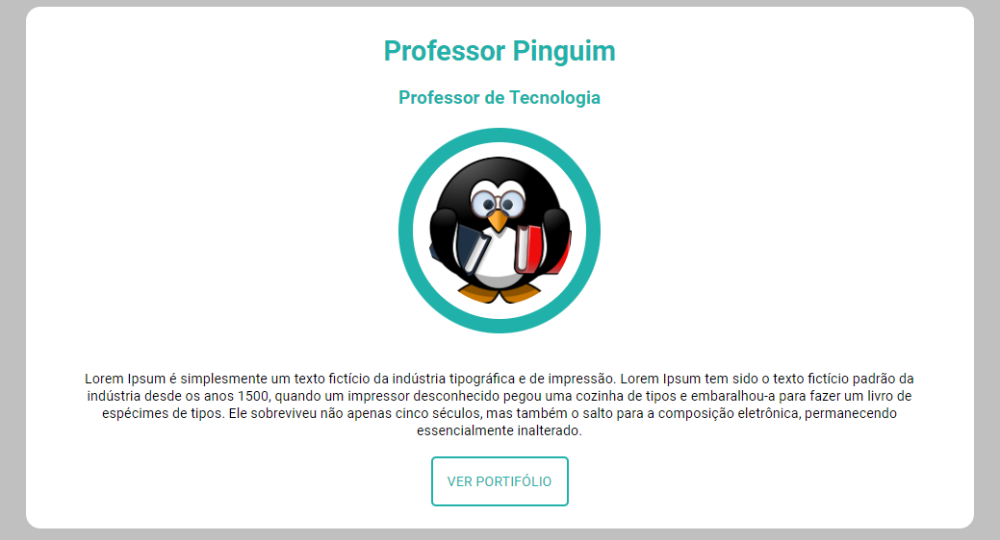 Professor Pinguim
Professor de Tecnologia
Lorem Ipsum é simplesmente um texto fictício da indústria tipográfica e de impressão. Lorem Ipsum tem sido o texto fictício padrão da
indústria desde os anos 1500, quando um impressor desconhecido pegou uma cozinha de tipos e embaralhou-a para fazer um livro de
espécimes de tipos. Ele sobreviveu não apenas cinco séculos, mas também o salto para a composição eletrônica, permanecendo
essencialmente inalterado.
VER PORTIFÓLIO